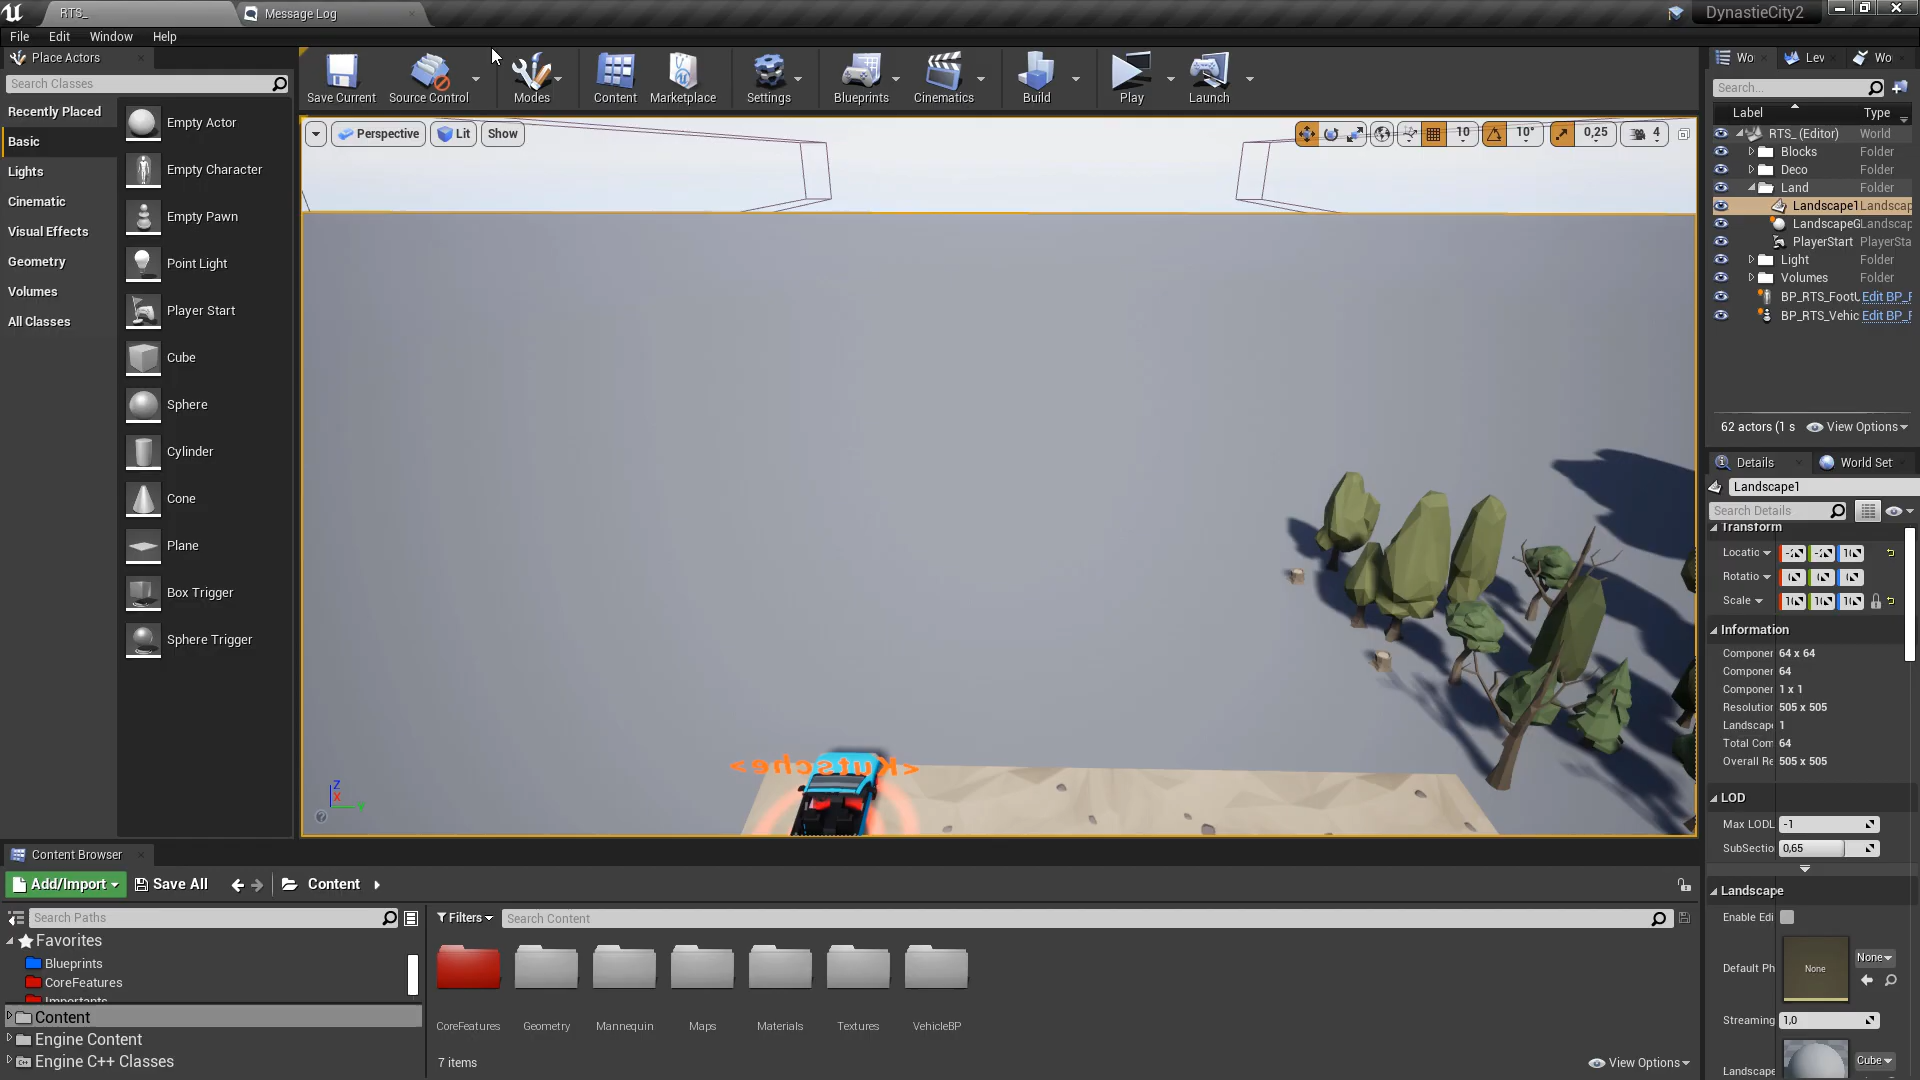 RTS_
Message Log
DynastieCity2
File
Edit
Window
Help
Place Actors
Search Classes
Recently Placed
Basic
Lights
Cinematic
Visual Effects
Geometry
Volumes
All Classes
Empty Actor
Empty Character
Empty Pawn
Point Light
Player Start
Cube
Sphere
Cylinder
Cone
Plane
Box Trigger
Sphere Trigger
Save Current
Source Control
Modes
Content
Marketplace
Settings
Blueprints
Cinematics
Build
Play
Launch
Perspective
Lit
Show
10
10°
0,25
4
<Kutsche>
Z
X
Y
Wo
Lev
Wo
Search...
Label
Type
RTS_ (Editor)
World
Blocks
Folder
Deco
Folder
Land
Folder
Landscape1
Landscap
LandscapeG
Landscap
PlayerStart
PlayerSta
Light
Folder
Volumes
Folder
BP_RTS_FootU
Edit BP_F
BP_RTS_Vehic
Edit BP_F
62 actors (1 s
View Options
Details
World Set
Landscape1
Search Details
Transform
Locatio
Rotatio
Scale
Information
Componer 64 x 64
Componer 64
Componer 1 x 1
Resolution 505 x 505
Landscape 1
Total Com 64
Overall Re 505 x 505
LOD
Max LODL -1
SubSectio 0,65
Landscape
Enable Edi
Default Ph
None
None
Streaming 1,0
Landscape
Cube
Content Browser
Add/Import
Save All
Content
Search Paths
Filters
Search Content
Favorites
Blueprints
CoreFeatures
Importants
Content
Engine Content
Engine C++ Classes
CoreFeatures
Geometry
Mannequin
Maps
Materials
Textures
VehicleBP
7 items
View Options